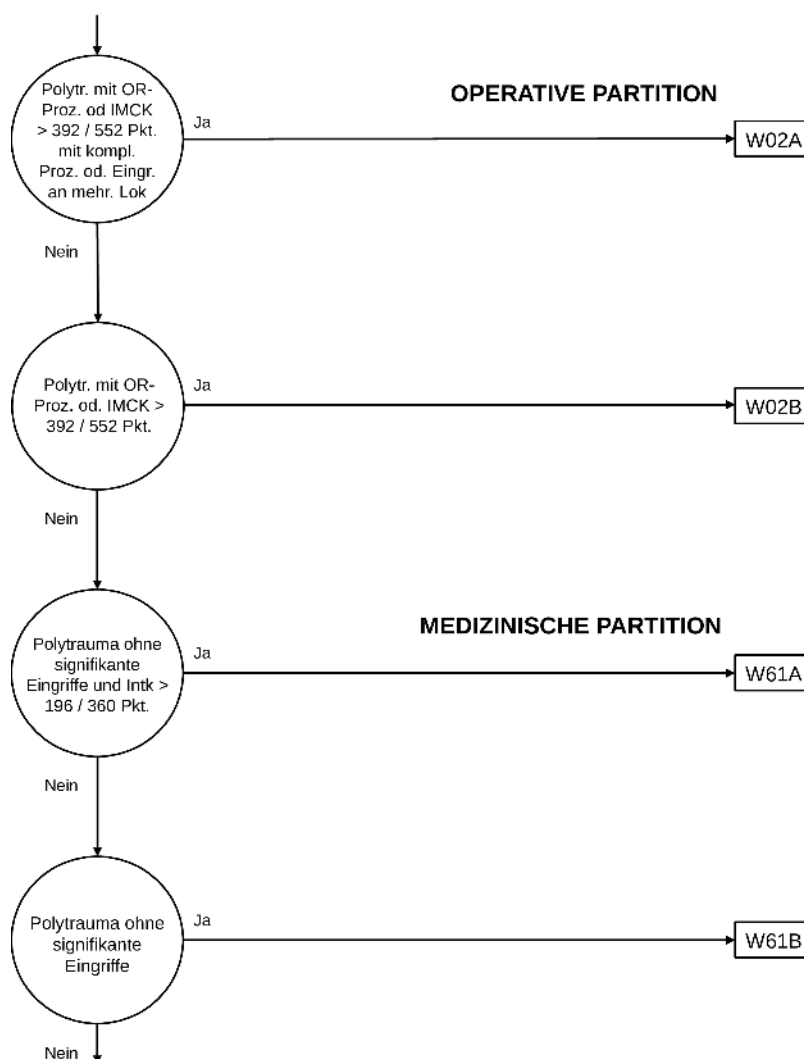 Polytr. mit OR-
Proz. od IMCK
> 392 / 552 Pkt.
mit kompl.
Proz. od. Eingr.
an mehr. Lok
Ja
OPERATIVE PARTITION
W02A
Nein
Polytr. mit OR-
Proz. od. IMCK >
392 / 552 Pkt.
Ja
W02B
Nein
Polytrauma ohne
signifikante
Eingriffe und Intk >
196 / 360 Pkt.
Ja
MEDIZINISCHE PARTITION
W61A
Nein
Polytrauma ohne
signifikante
Eingriffe
Ja
W61B
Nein